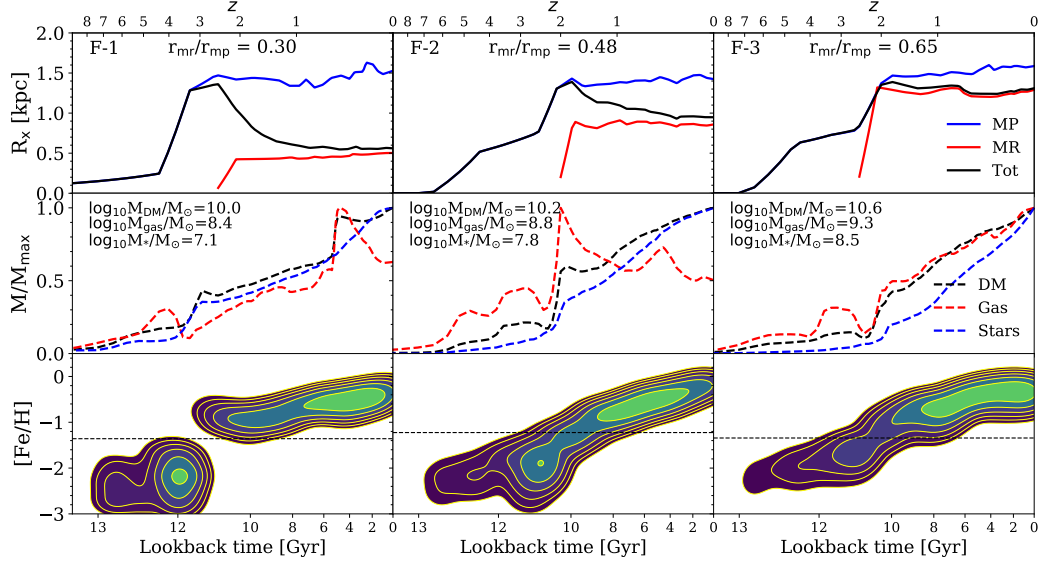 z z z
8 7 6 5 4 3 2 1 8 7 6 5 4 3 2 1 0 8 7 6 5 4 3 2 1 0
F-1 r_mr/r_mp = 0.30 F-2 r_mr/r_mp = 0.48 F-3 r_mr/r_mp = 0.65
R_x [kpc]
2.0
1.5
1.0
0.5
0.0
MP
MR
Tot
log₁₀M_DM/M⊙=10.0 log₁₀M_DM/M⊙=10.2 log₁₀M_DM/M⊙=10.6
log₁₀M_gas/M⊙=8.4 log₁₀M_gas/M⊙=8.8 log₁₀M_gas/M⊙=9.3
log₁₀M_*/M⊙=7.1 log₁₀M_*/M⊙=7.8 log₁₀M_*/M⊙=8.5
M/M_max
1.0
0.5
0.0
DM
Gas
Stars
[Fe/H]
0
−1
−2
−3
13 12 10 8 6 4 2 0 13 12 10 8 6 4 2 0 13 12 10 8 6 4 2 0
Lookback time [Gyr] Lookback time [Gyr] Lookback time [Gyr]